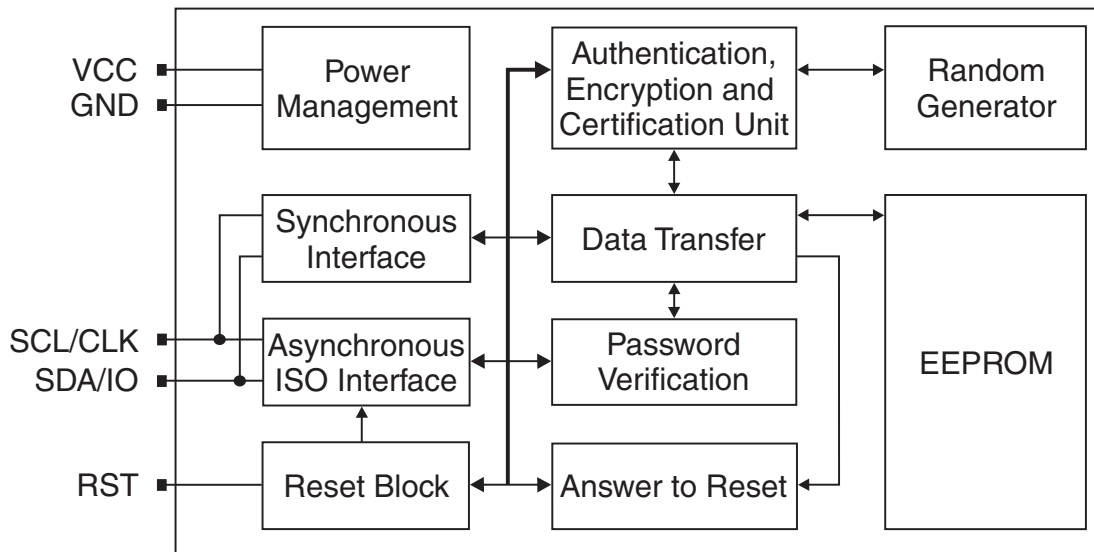 VCC
GND
Power
Management
Authentication,
Encryption and
Certification Unit
Random
Generator
Synchronous
Interface
Data Transfer
SCL/CLK
SDA/IO
Asynchronous
ISO Interface
Password
Verification
EEPROM
RST
Reset Block
Answer to Reset